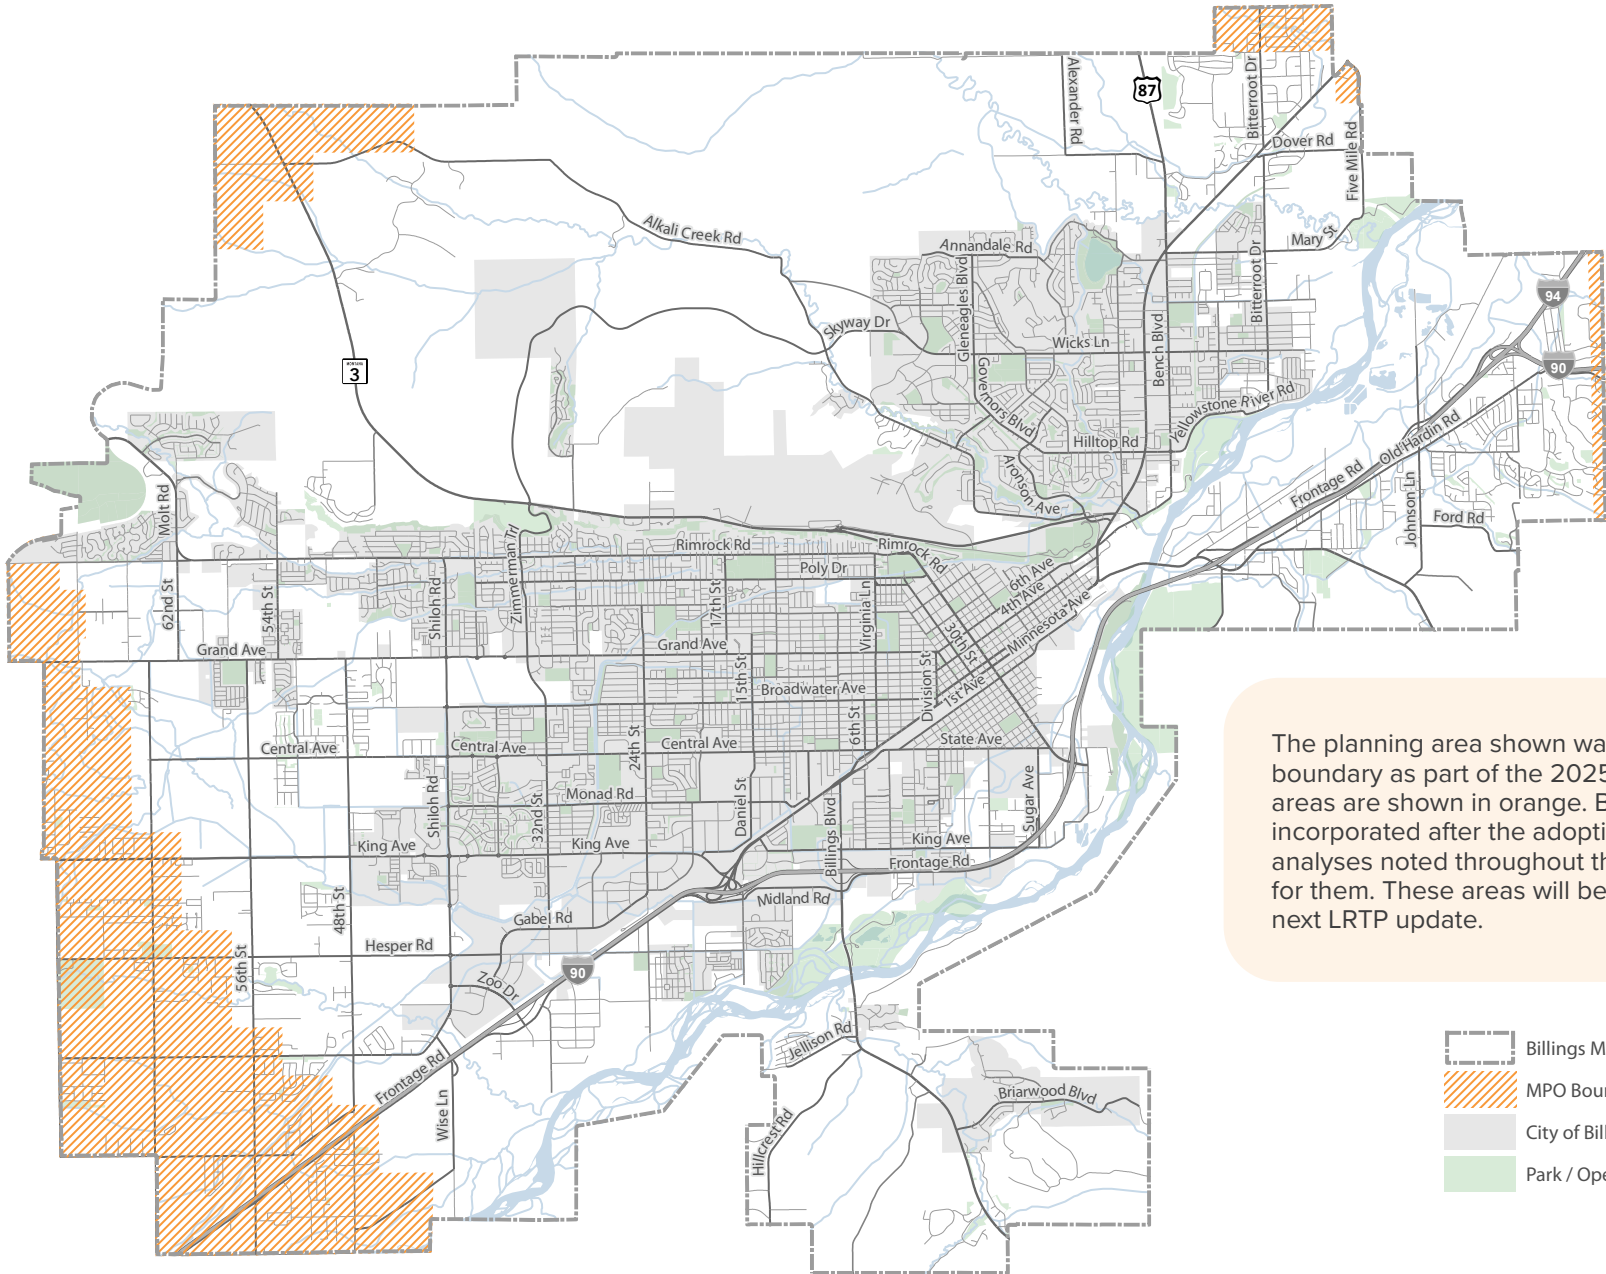 87
Alexander Rd
Bitterroot Dr
Dover Rd
Five Mile Rd
Mary St
Alkali Creek Rd
Annandale Rd
Gleneagles Blvd
Bitterroot Dr
94
Skyway Dr
Wicks Ln
Bench Blvd
90
MONTANA
3
Governors Blvd
Yellowstone River Rd
Hilltop Rd
Old Hardin Rd
Frontage Rd
Aronson Ave
Johnson Ln
Ford Rd
Molt Rd
Zimmerman Trl
Rimrock Rd
Rimrock Rd
Poly Dr
6th Ave
4th Ave
Minnesota Ave
62nd St
54th St
Shiloh Rd
17th St
Virginia Ln
30th St
Grand Ave
Grand Ave
15th St
Broadwater Ave
Division St
1st Ave
Central Ave
Central Ave
24th St
Central Ave
6th St
State Ave
Shiloh Rd
32nd St
Monad Rd
Daniel St
Billings Blvd
Sugar Ave
King Ave
King Ave
King Ave
Frontage Rd
48th St
Gabel Rd
Midland Rd
56th St
Hesper Rd
90
Zoo Dr
Jellison Rd
Frontage Rd
Wise Ln
Hillcrest Rd
Briarwood Blvd
The planning area shown wa
boundary as part of the 2025
areas are shown in orange. B
incorporated after the adopti
analyses noted throughout th
for them. These areas will be
next LRTP update.
Billings M
MPO Boun
City of Bill
Park / Ope